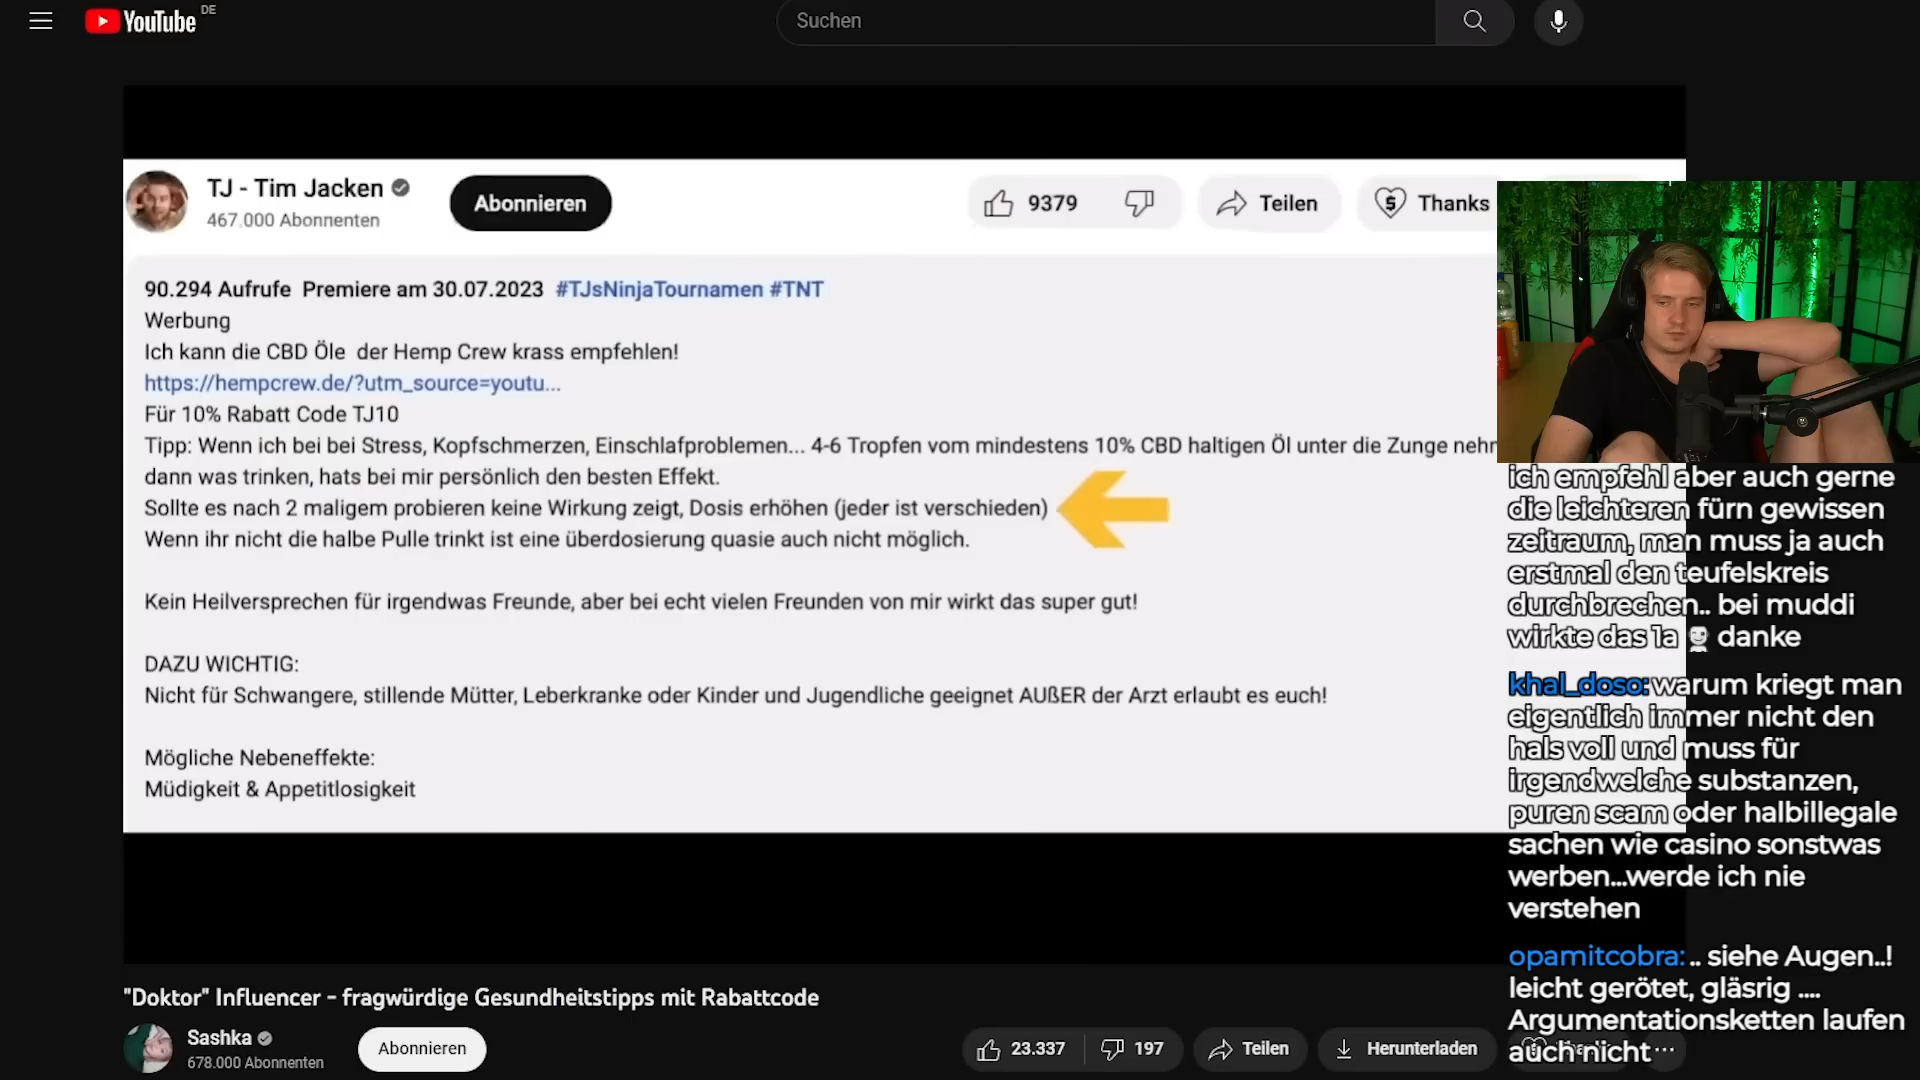 YouTube DE
Suchen
TJ - Tim Jacken
467.000 Abonnenten
Abonnieren
9379
Teilen
Thanks
90.294 Aufrufe Premiere am 30.07.2023 #TJsNinjaTournamen #TNT
Werbung
Ich kann die CBD Öle der Hemp Crew krass empfehlen!
https://hempcrew.de/?utm_source=youtu...
Für 10% Rabatt Code TJ10
Tipp: Wenn ich bei bei Stress, Kopfschmerzen, Einschlafproblemen... 4-6 Tropfen vom mindestens 10% CBD haltigen Öl unter die Zunge nehm
dann was trinken, hats bei mir persönlich den besten Effekt.
Sollte es nach 2 maligem probieren keine Wirkung zeigt, Dosis erhöhen (jeder ist verschieden)
Wenn ihr nicht die halbe Pulle trinkt ist eine überdosierung quasie auch nicht möglich.
Kein Heilversprechen für irgendwas Freunde, aber bei echt vielen Freunden von mir wirkt das super gut!
DAZU WICHTIG:
Nicht für Schwangere, stillende Mütter, Leberkranke oder Kinder und Jugendliche geeignet AUßER der Arzt erlaubt es euch!
Mögliche Nebeneffekte:
Müdigkeit & Appetitlosigkeit
ich empfehl aber auch gerne
die leichteren fürn gewissen
zeitraum, man muss ja auch
erstmal den teufelskreis
durchbrechen.. bei muddi
wirkte das 1a danke
khal_doso: warum kriegt man
eigentlich immer nicht den
hals voll und muss für
irgendwelche substanzen,
puren scam oder halbillegale
sachen wie casino sonstwas
werben...werde ich nie
verstehen
opamitcobra: .. siehe Augen..!
leicht gerötet, gläsrig ....
Argumentationsketten laufen
auch nicht
"Doktor" Influencer - fragwürdige Gesundheitstipps mit Rabattcode
Sashka
678.000 Abonnenten
Abonnieren
23.337
197
Teilen
Herunterladen